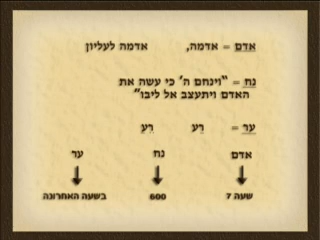 אדם = אדמה, אדמה לעליון
נח = "וינחם ה' כי עשה את
האדם ויתעצב אל ליבו"
ער = רע רע
אדם נח ער
שעה 7 600 בשעה האחרונה